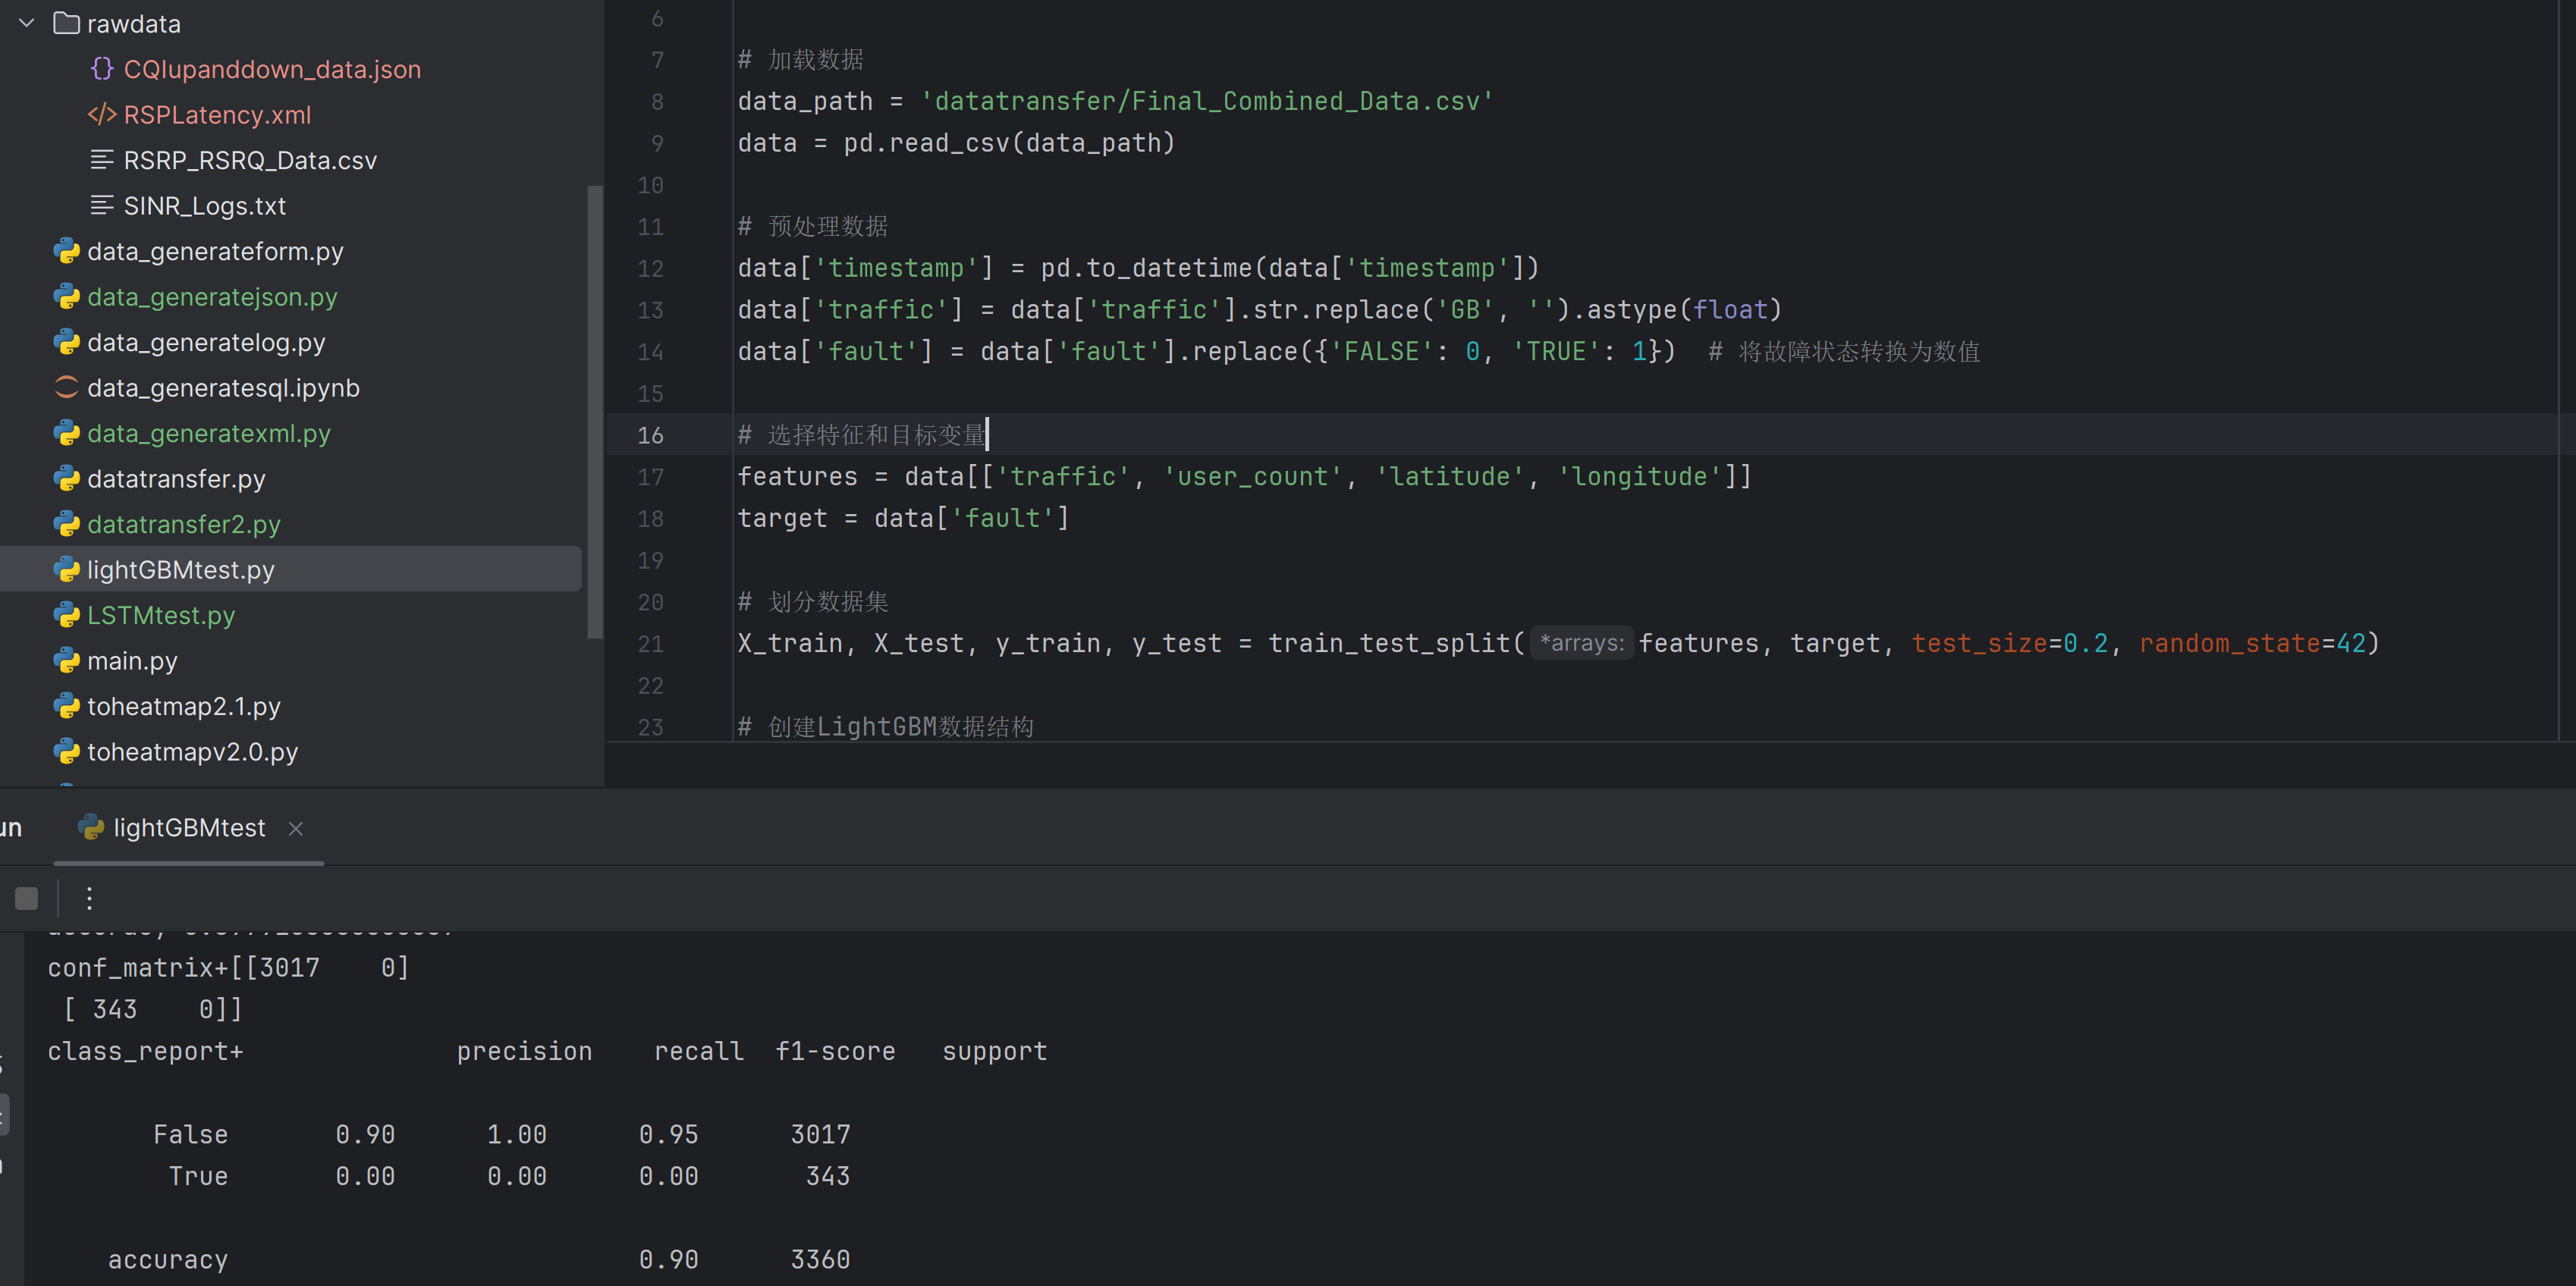 rawdata
CQIupanddown_data.json
RSPLatency.xml
RSRP_RSRQ_Data.csv
SINR_Logs.txt
data_generateform.py
data_generatejson.py
data_generatelog.py
data_generatesql.ipynb
data_generatexml.py
datatransfer.py
datatransfer2.py
lightGBMtest.py
LSTMtest.py
main.py
toheatmap2.1.py
toheatmapv2.0.py
6
7 # 加载数据
8 data_path = 'datatransfer/Final_Combined_Data.csv'
9 data = pd.read_csv(data_path)
10
11 # 预处理数据
12 data['timestamp'] = pd.to_datetime(data['timestamp'])
13 data['traffic'] = data['traffic'].str.replace('GB', '').astype(float)
14 data['fault'] = data['fault'].replace({'FALSE': 0, 'TRUE': 1})  # 将故障状态转换为数值
15
16 # 选择特征和目标变量
17 features = data[['traffic', 'user_count', 'latitude', 'longitude']]
18 target = data['fault']
19
20 # 划分数据集
21 X_train, X_test, y_train, y_test = train_test_split( *arrays: features, target, test_size=0.2, random_state=42)
22
23 # 创建LightGBM数据结构
un lightGBMtest
conf_matrix+[[3017    0]
[ 343    0]]
class_report+ precision recall f1-score support
False 0.90 1.00 0.95 3017
True 0.00 0.00 0.00 343
accuracy 0.90 3360